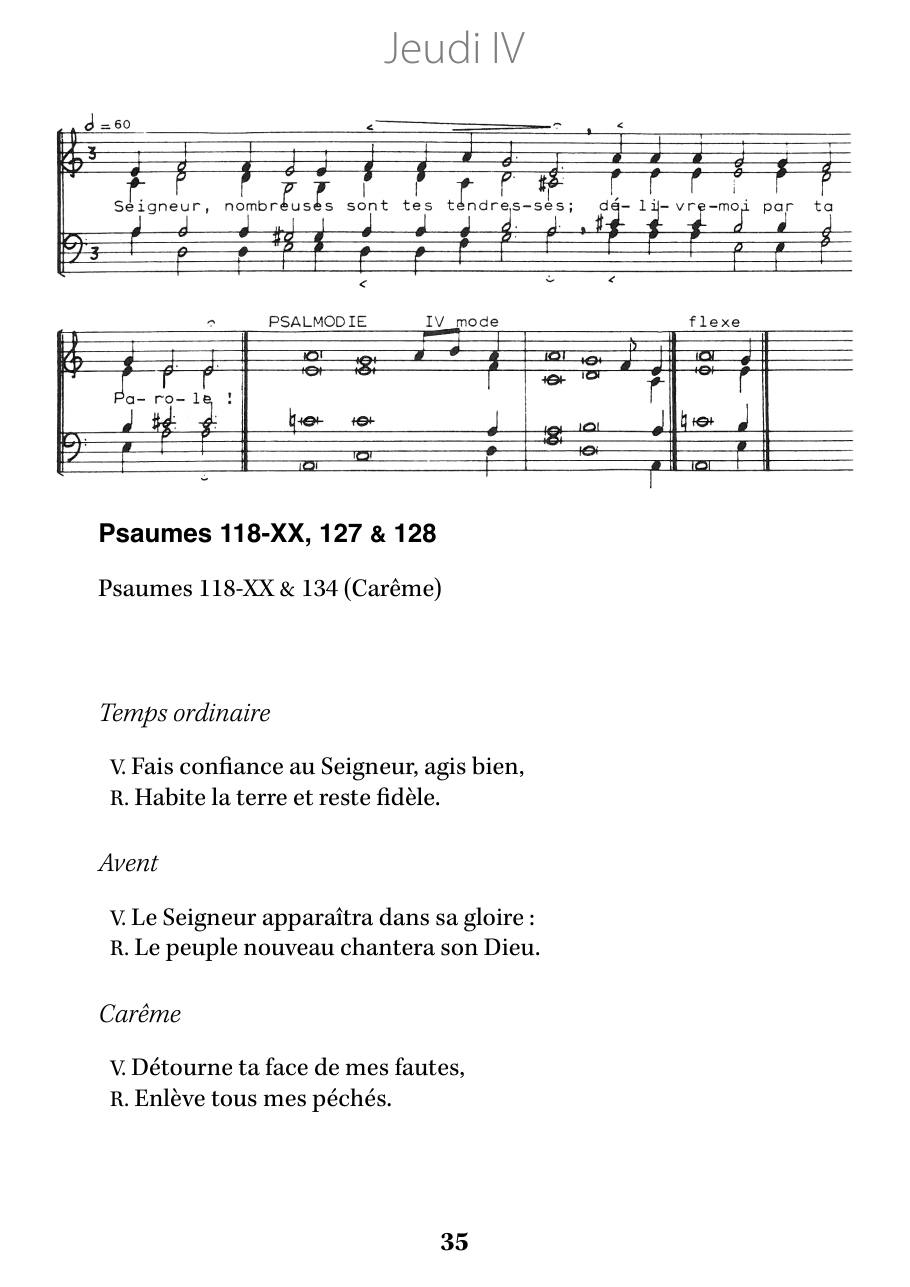 Jeudi IV
= 60
3
Seigneur, nombreuses sont tes tendres-ses; dé-li-vre-moi par ta
3
PSALMODIE IV mode flexe
Pa-ro-le !
Psaumes 118-XX, 127 & 128
Psaumes 118-XX & 134 (Carême)
Temps ordinaire
V. Fais confiance au Seigneur, agis bien,
R. Habite la terre et reste fidèle.
Avent
V. Le Seigneur apparaîtra dans sa gloire :
R. Le peuple nouveau chantera son Dieu.
Carême
V. Détourne ta face de mes fautes,
R. Enlève tous mes péchés.
35